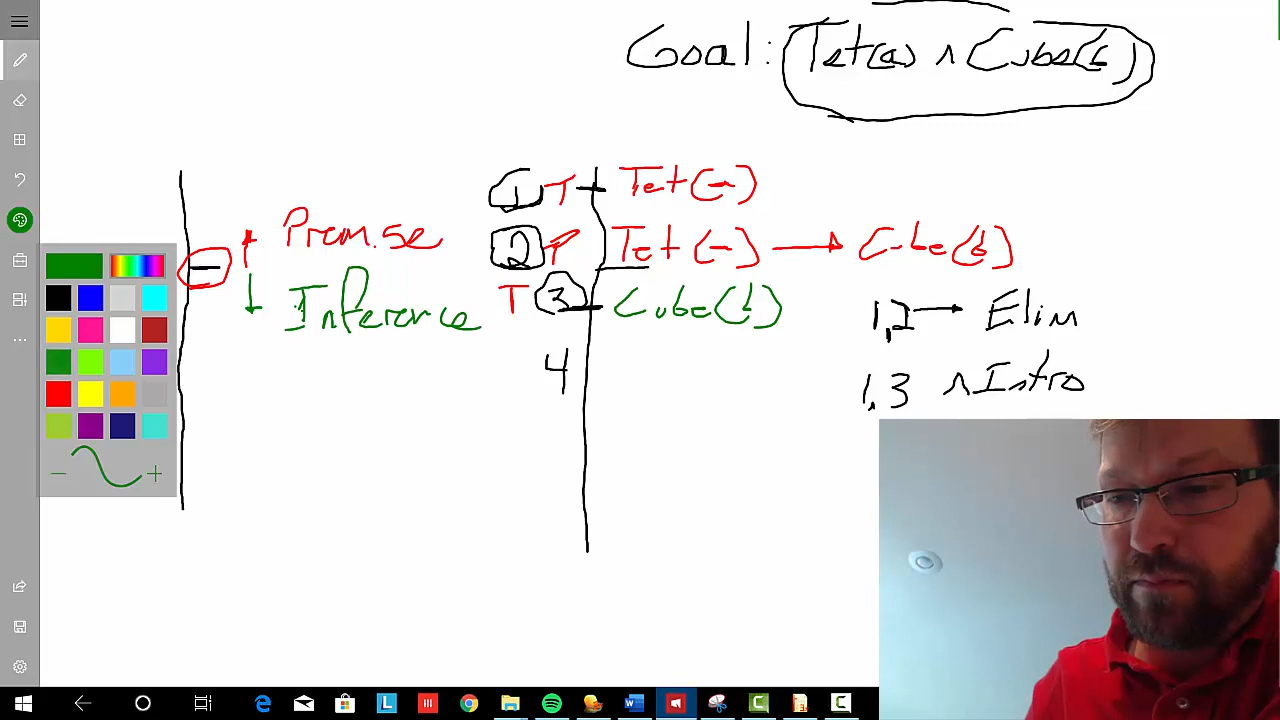 Goal: Tet(a) ∧ Cube(b)
1 T Tet(a)
Premise
2 P Tet(a) → Cube(b)
Inference
T 3 Cube(b) 1,2 → Elim
4 1,3 ∧ Intro